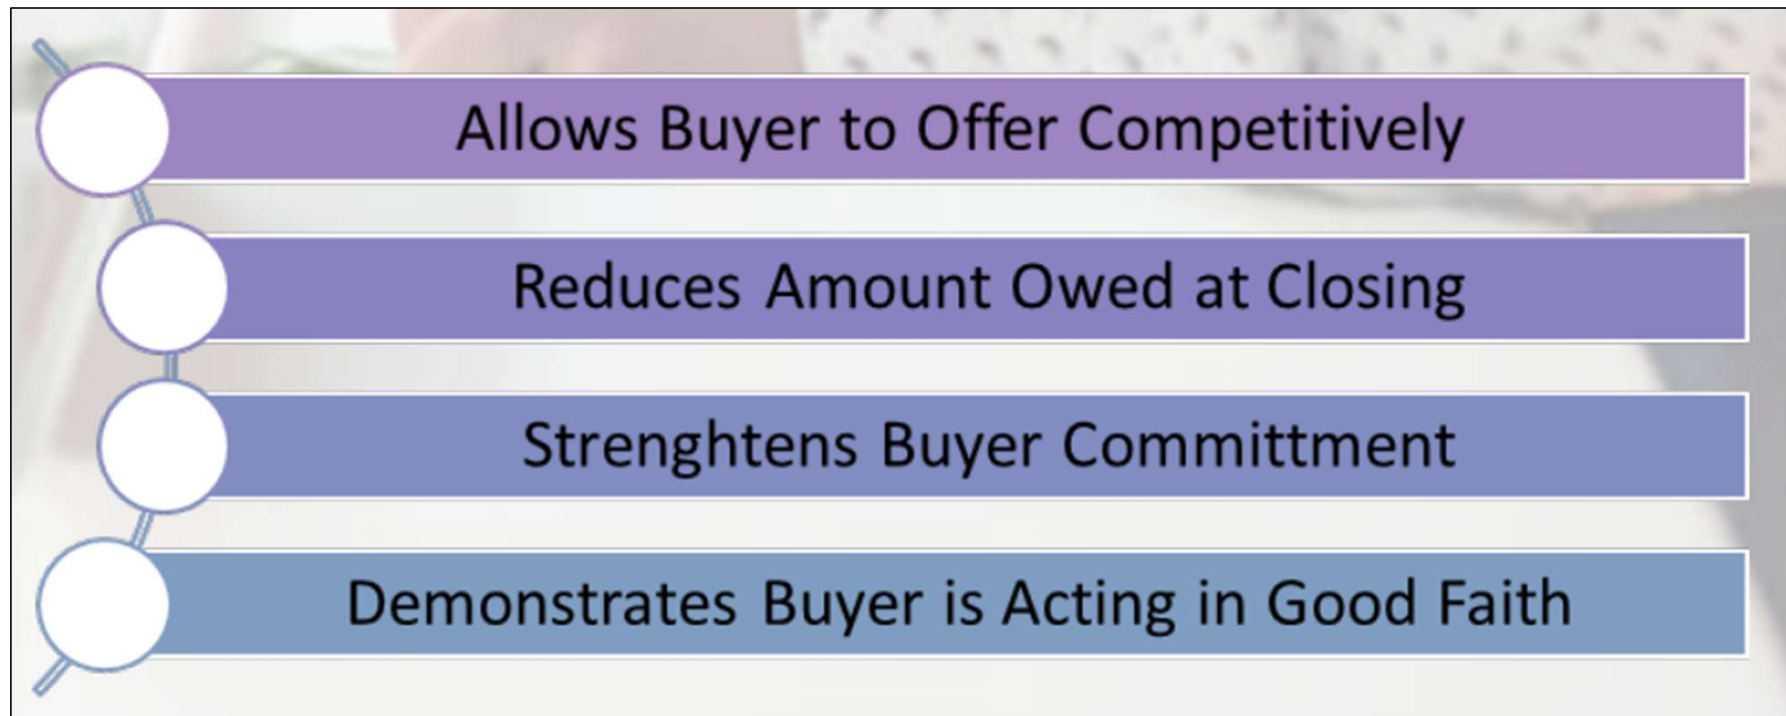 Allows Buyer to Offer Competitively
Reduces Amount Owed at Closing
Strenghtens Buyer Committment
Demonstrates Buyer is Acting in Good Faith